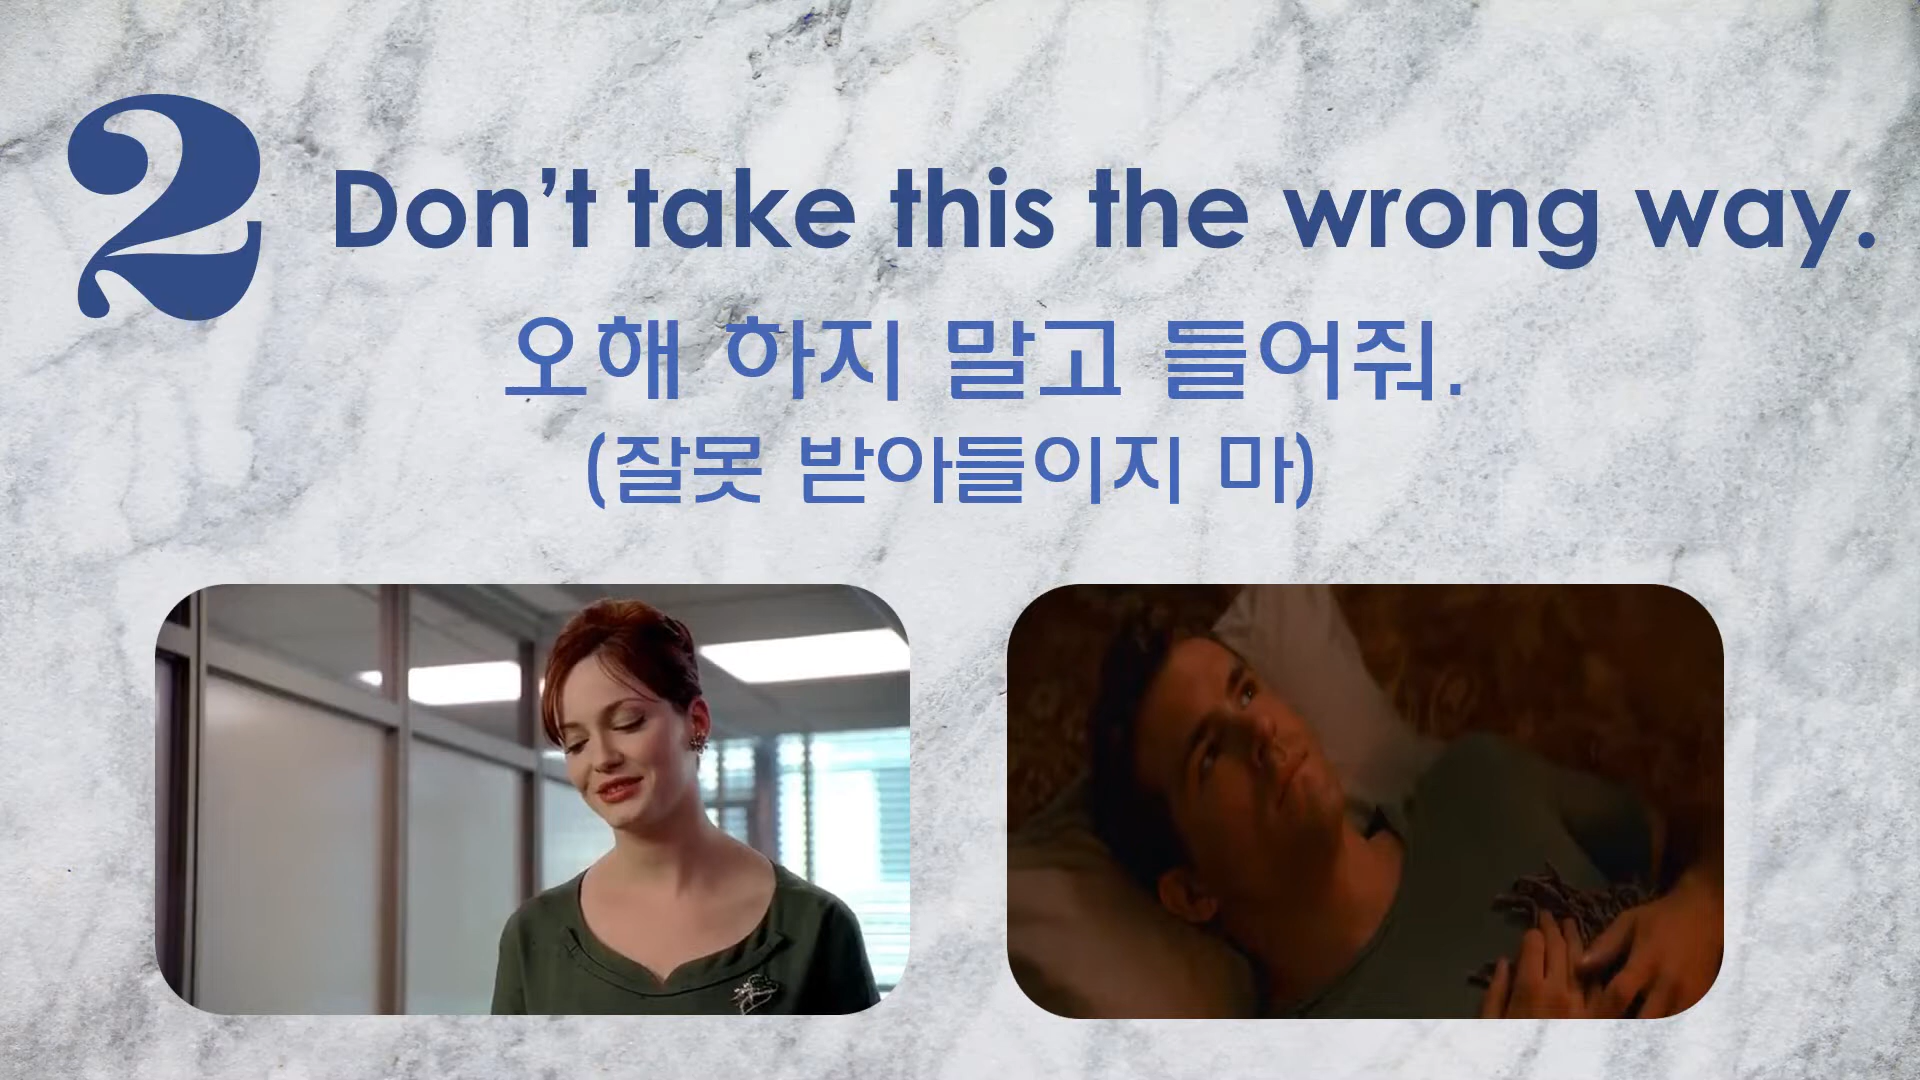 2
Don't take this the wrong way.
오해 하지 말고 들어줘.
(잘못 받아들이지 마)